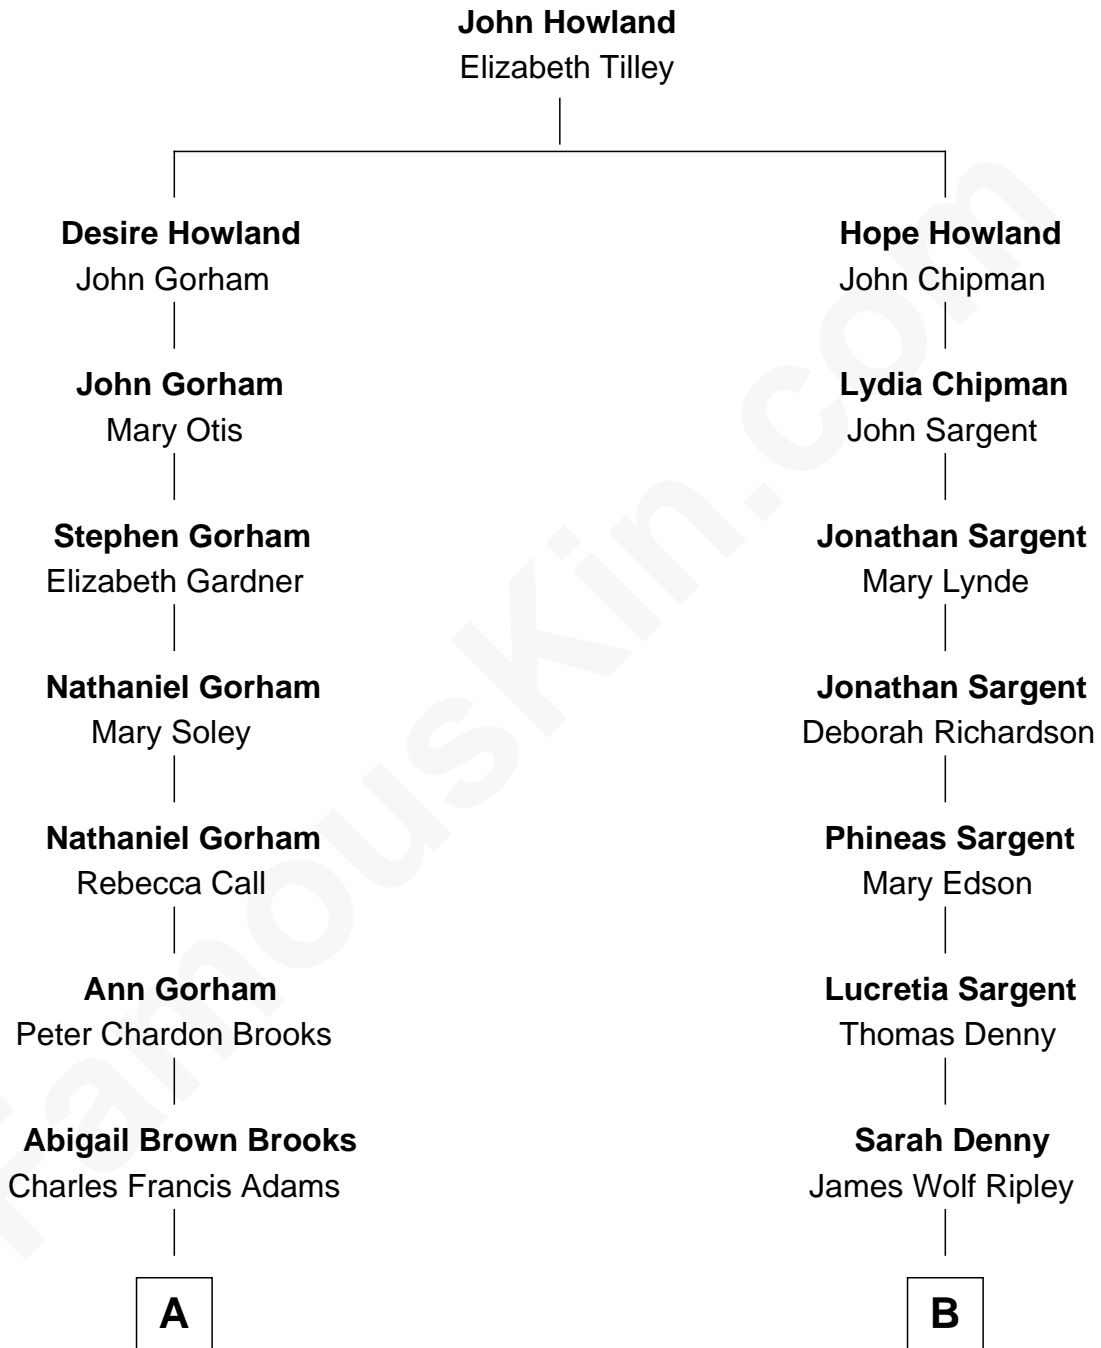 John Howland
Elizabeth Tilley
Desire Howland
John Gorham
Hope Howland
John Chipman
John Gorham
Mary Otis
Lydia Chipman
John Sargent
Stephen Gorham
Elizabeth Gardner
Jonathan Sargent
Mary Lynde
Nathaniel Gorham
Mary Soley
Jonathan Sargent
Deborah Richardson
Nathaniel Gorham
Rebecca Call
Phineas Sargent
Mary Edson
Ann Gorham
Peter Chardon Brooks
Lucretia Sargent
Thomas Denny
Abigail Brown Brooks
Charles Francis Adams
Sarah Denny
James Wolf Ripley
A
B
FamousKin.com